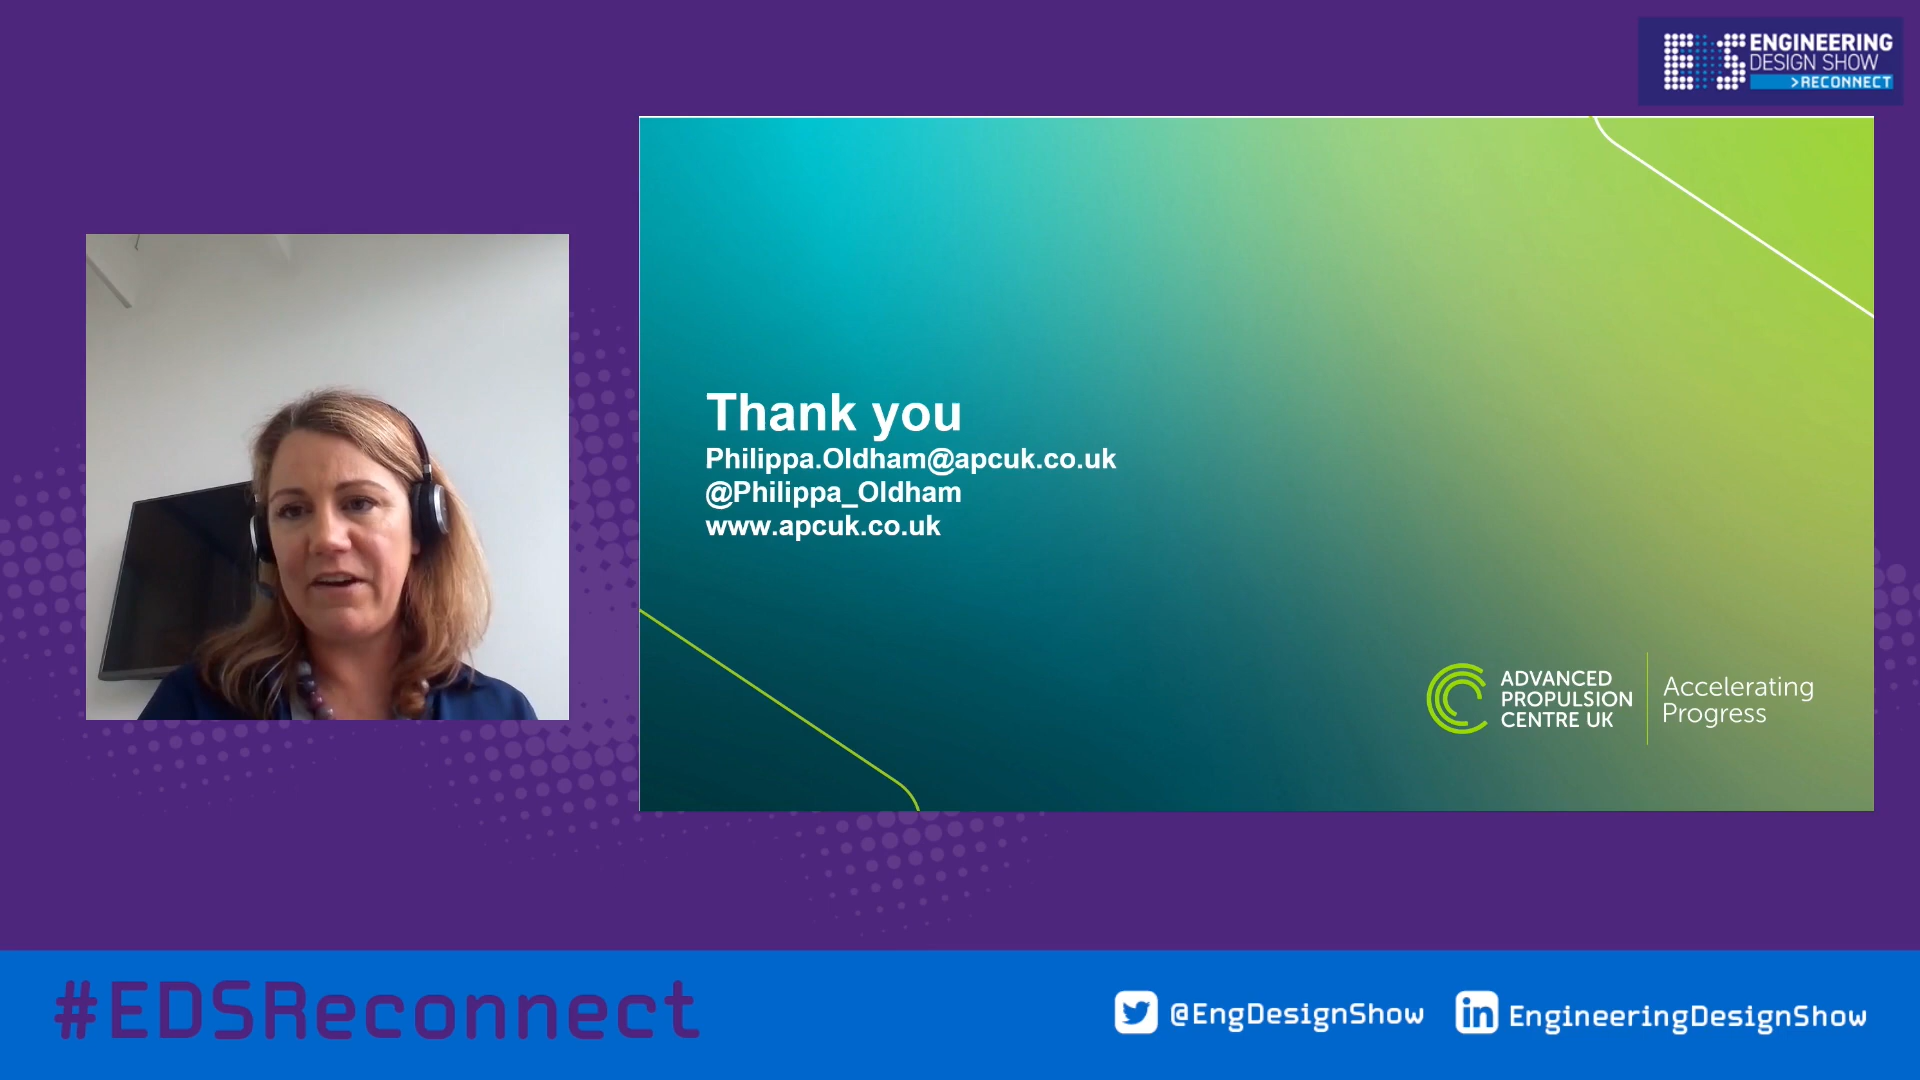 ENGINEERING
DESIGN SHOW
>RECONNECT
Thank you
Philippa.Oldham@apcuk.co.uk
@Philippa_Oldham
www.apcuk.co.uk
ADVANCED
PROPULSION
CENTRE UK
Accelerating
Progress
#EDSReconnect
@EngDesignShow
in EngineeringDesignShow